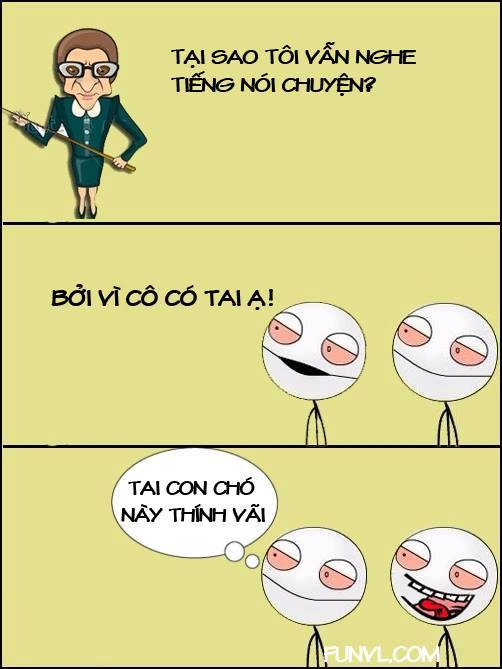 TẠI SAO TÔI VẪN NGHE
TIẾNG NÓI CHUYỆN?
BỞI VÌ CÔ CÓ TAI Ạ!
TAI CON CHÓ
NÀY THÍNH VÃI
FUNVL.COM